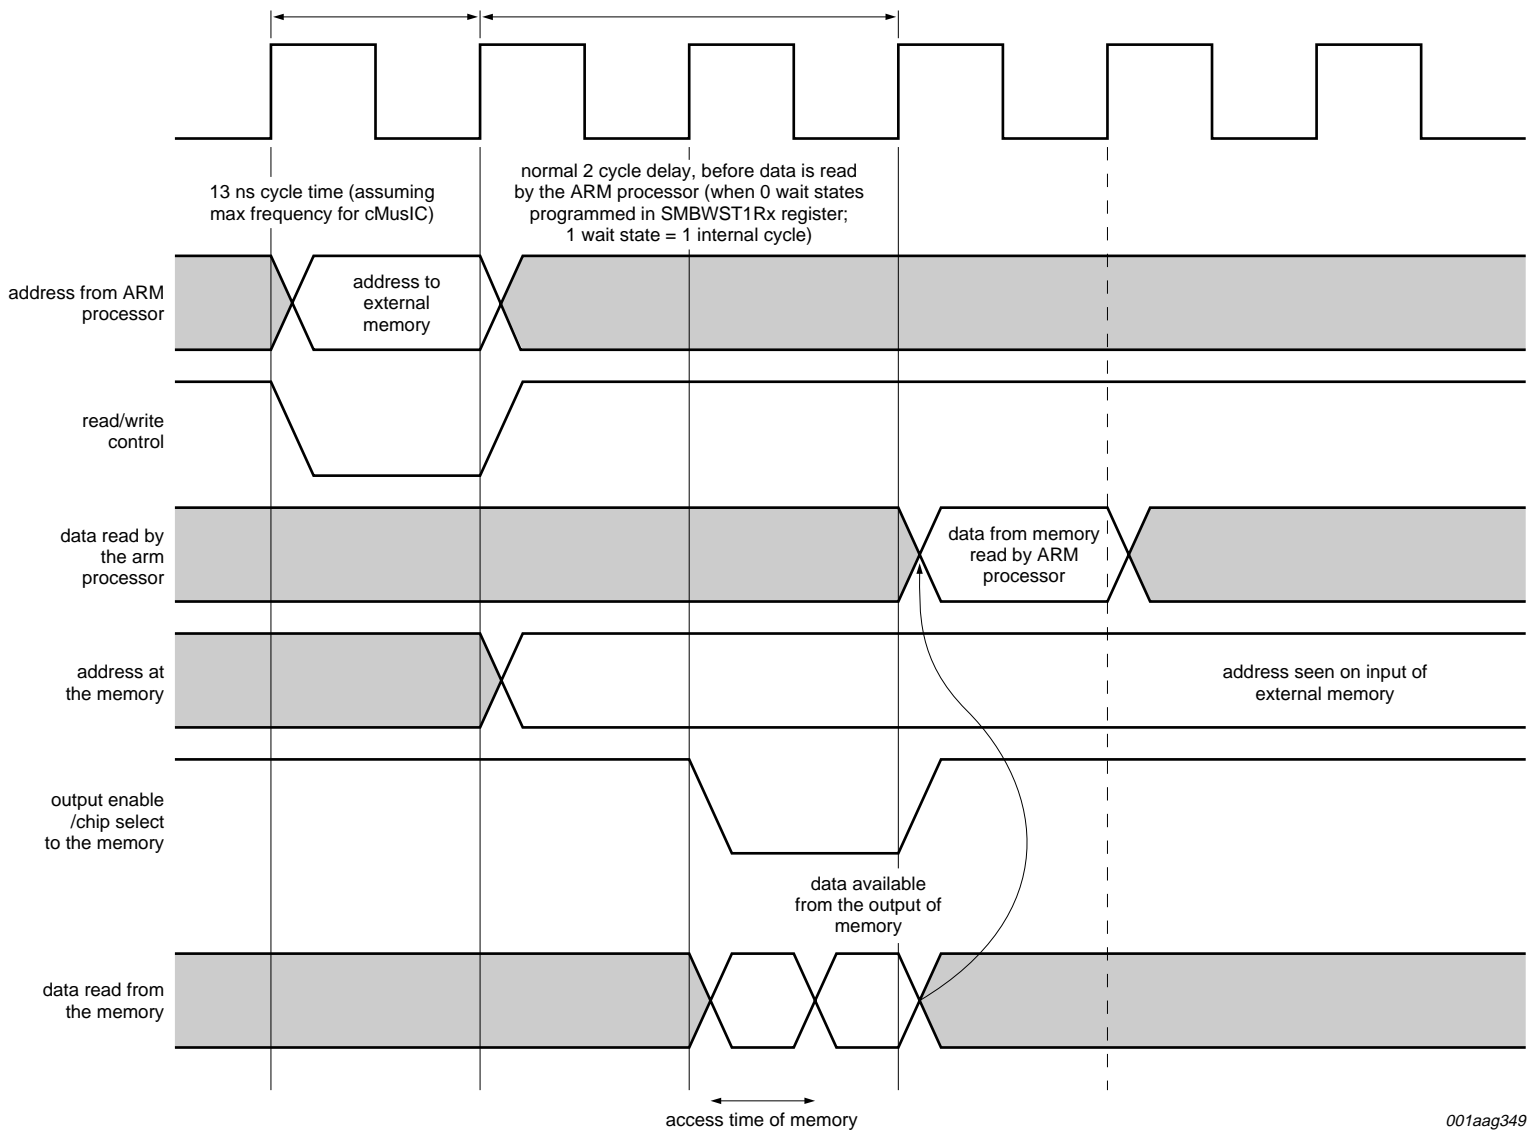 13 ns cycle time (assuming
max frequency for cMusIC)
normal 2 cycle delay, before data is read
by the ARM processor (when 0 wait states
programmed in SMBWST1Rx register;
1 wait state = 1 internal cycle)
address from ARM
processor
address to
external
memory
read/write
control
data read by
the arm
processor
data from memory
read by ARM
processor
address at
the memory
address seen on input of
external memory
output enable
/chip select
to the memory
data available
from the output of
memory
data read from
the memory
access time of memory
001aag349